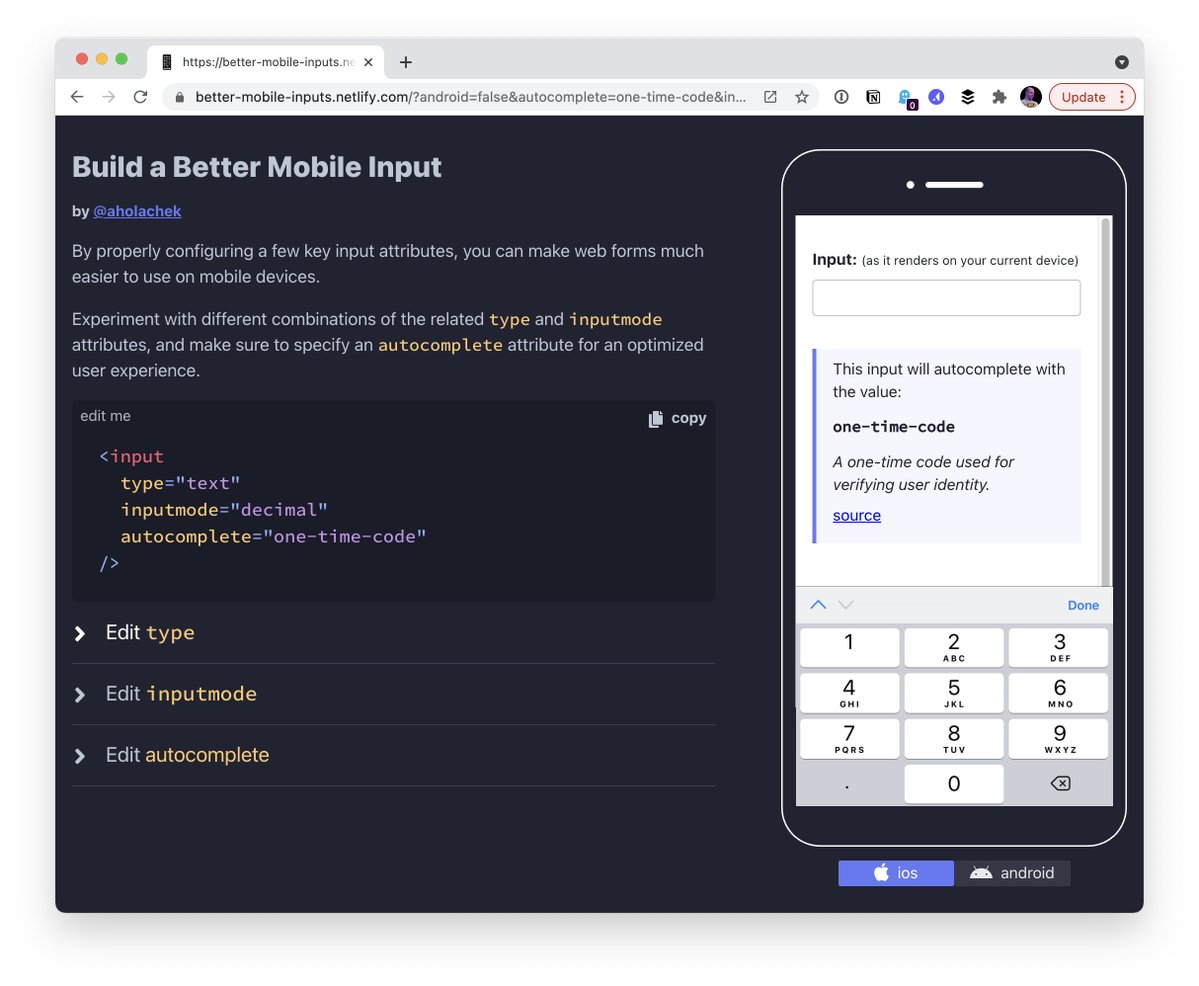 https://better-mobile-inputs.ne
better-mobile-inputs.netlify.com/?android=false&autocomplete=one-time-code&in...
0
Update
Build a Better Mobile Input
by @aholachek
By properly configuring a few key input attributes, you can make web forms much
easier to use on mobile devices.
Experiment with different combinations of the related type and inputmode
attributes, and make sure to specify an autocomplete attribute for an optimized
user experience.
edit me
copy
<input
type="text"
inputmode="decimal"
autocomplete="one-time-code"
/>
Edit type
Edit inputmode
Edit autocomplete
Input: (as it renders on your current device)
This input will autocomplete with
the value:
one-time-code
A one-time code used for
verifying user identity.
source
Done
1 2 3
ABC DEF
4 5 6
GHI JKL MNO
7 8 9
PQRS TUV WXYZ
. 0
ios android